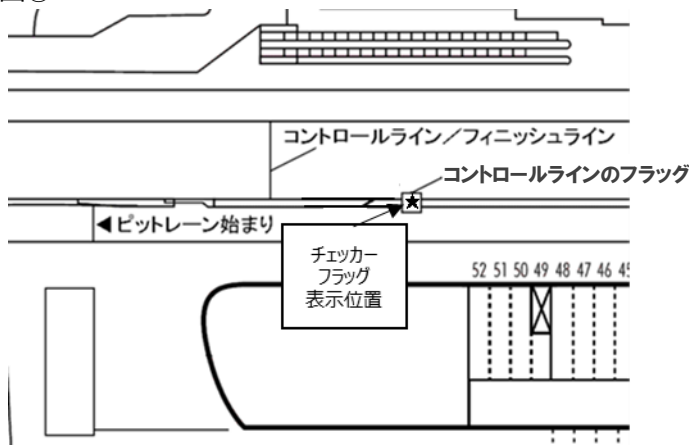 コントロールライン／フィニッシュライン
コントロールラインのフラッグ
★
◀ピットレーン始まり
チェッカー
フラッグ
表示位置
52 51 50 49 48 47 46 45